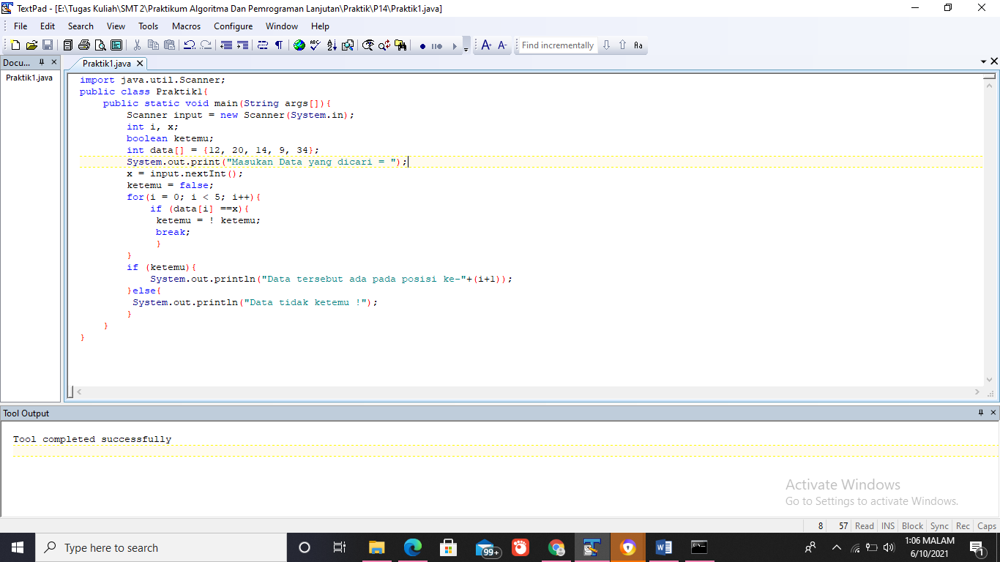 TextPad - [E:\Tugas Kuliah\SMT 2\Praktikum Algoritma Dan Pemrograman Lanjutan\Praktik\P14\Praktik1.java]
File Edit Search View Tools Macros Configure Window Help
Find incrementally
Docu...
Praktik1.java
Praktik1.java
import java.util.Scanner;
public class Praktik1{
public static void main(String args[]){
Scanner input = new Scanner(System.in);
int i, x;
boolean ketemu;
int data[] = {12, 20, 14, 9, 34};
System.out.print("Masukan Data yang dicari = ");
x = input.nextInt();
ketemu = false;
for(i = 0; i < 5; i++){
if (data[i] ==x){
ketemu = ! ketemu;
break;
}
}
if (ketemu){
System.out.println("Data tersebut ada pada posisi ke-"+(i+1));
}else{
System.out.println("Data tidak ketemu !");
}
}
}
Tool Output
Tool completed successfully
Activate Windows
Go to Settings to activate Windows.
8 57 Read INS Block Sync Rec Caps
Type here to search
99+
1:06 MALAM
6/10/2021
1